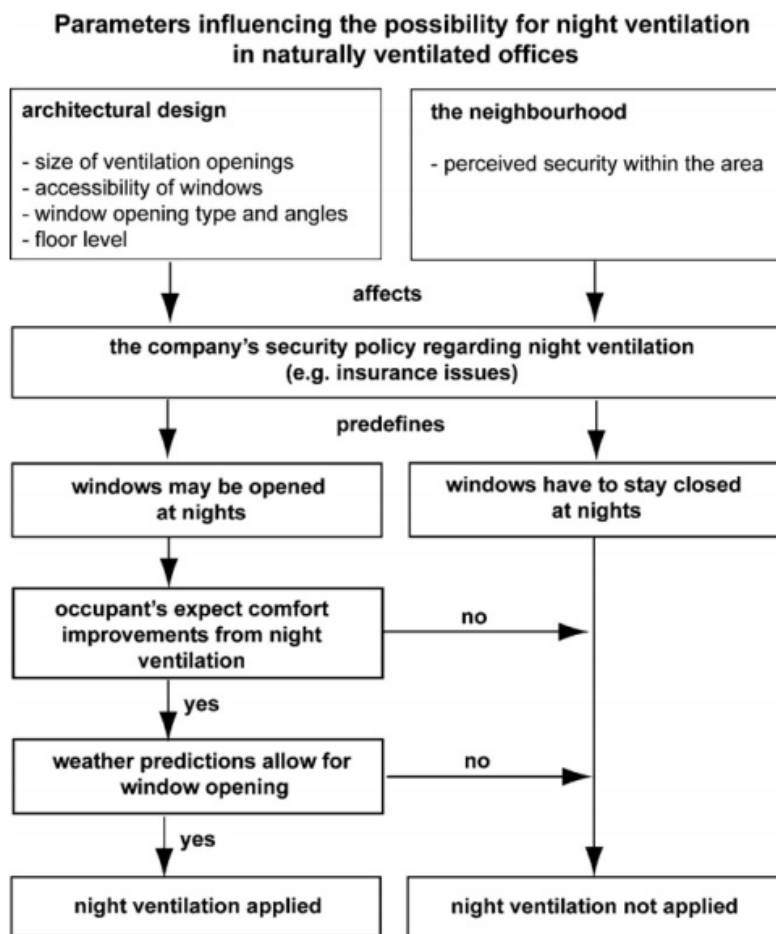 Parameters influencing the possibility for night ventilation
in naturally ventilated offices
architectural design
- size of ventilation openings
- accessibility of windows
- window opening type and angles
- floor level
the neighbourhood
- perceived security within the area
affects
the company's security policy regarding night ventilation
(e.g. insurance issues)
predefines
windows may be opened
at nights
windows have to stay closed
at nights
occupant's expect comfort
improvements from night
ventilation
no
yes
weather predictions allow for
window opening
no
yes
night ventilation applied
night ventilation not applied